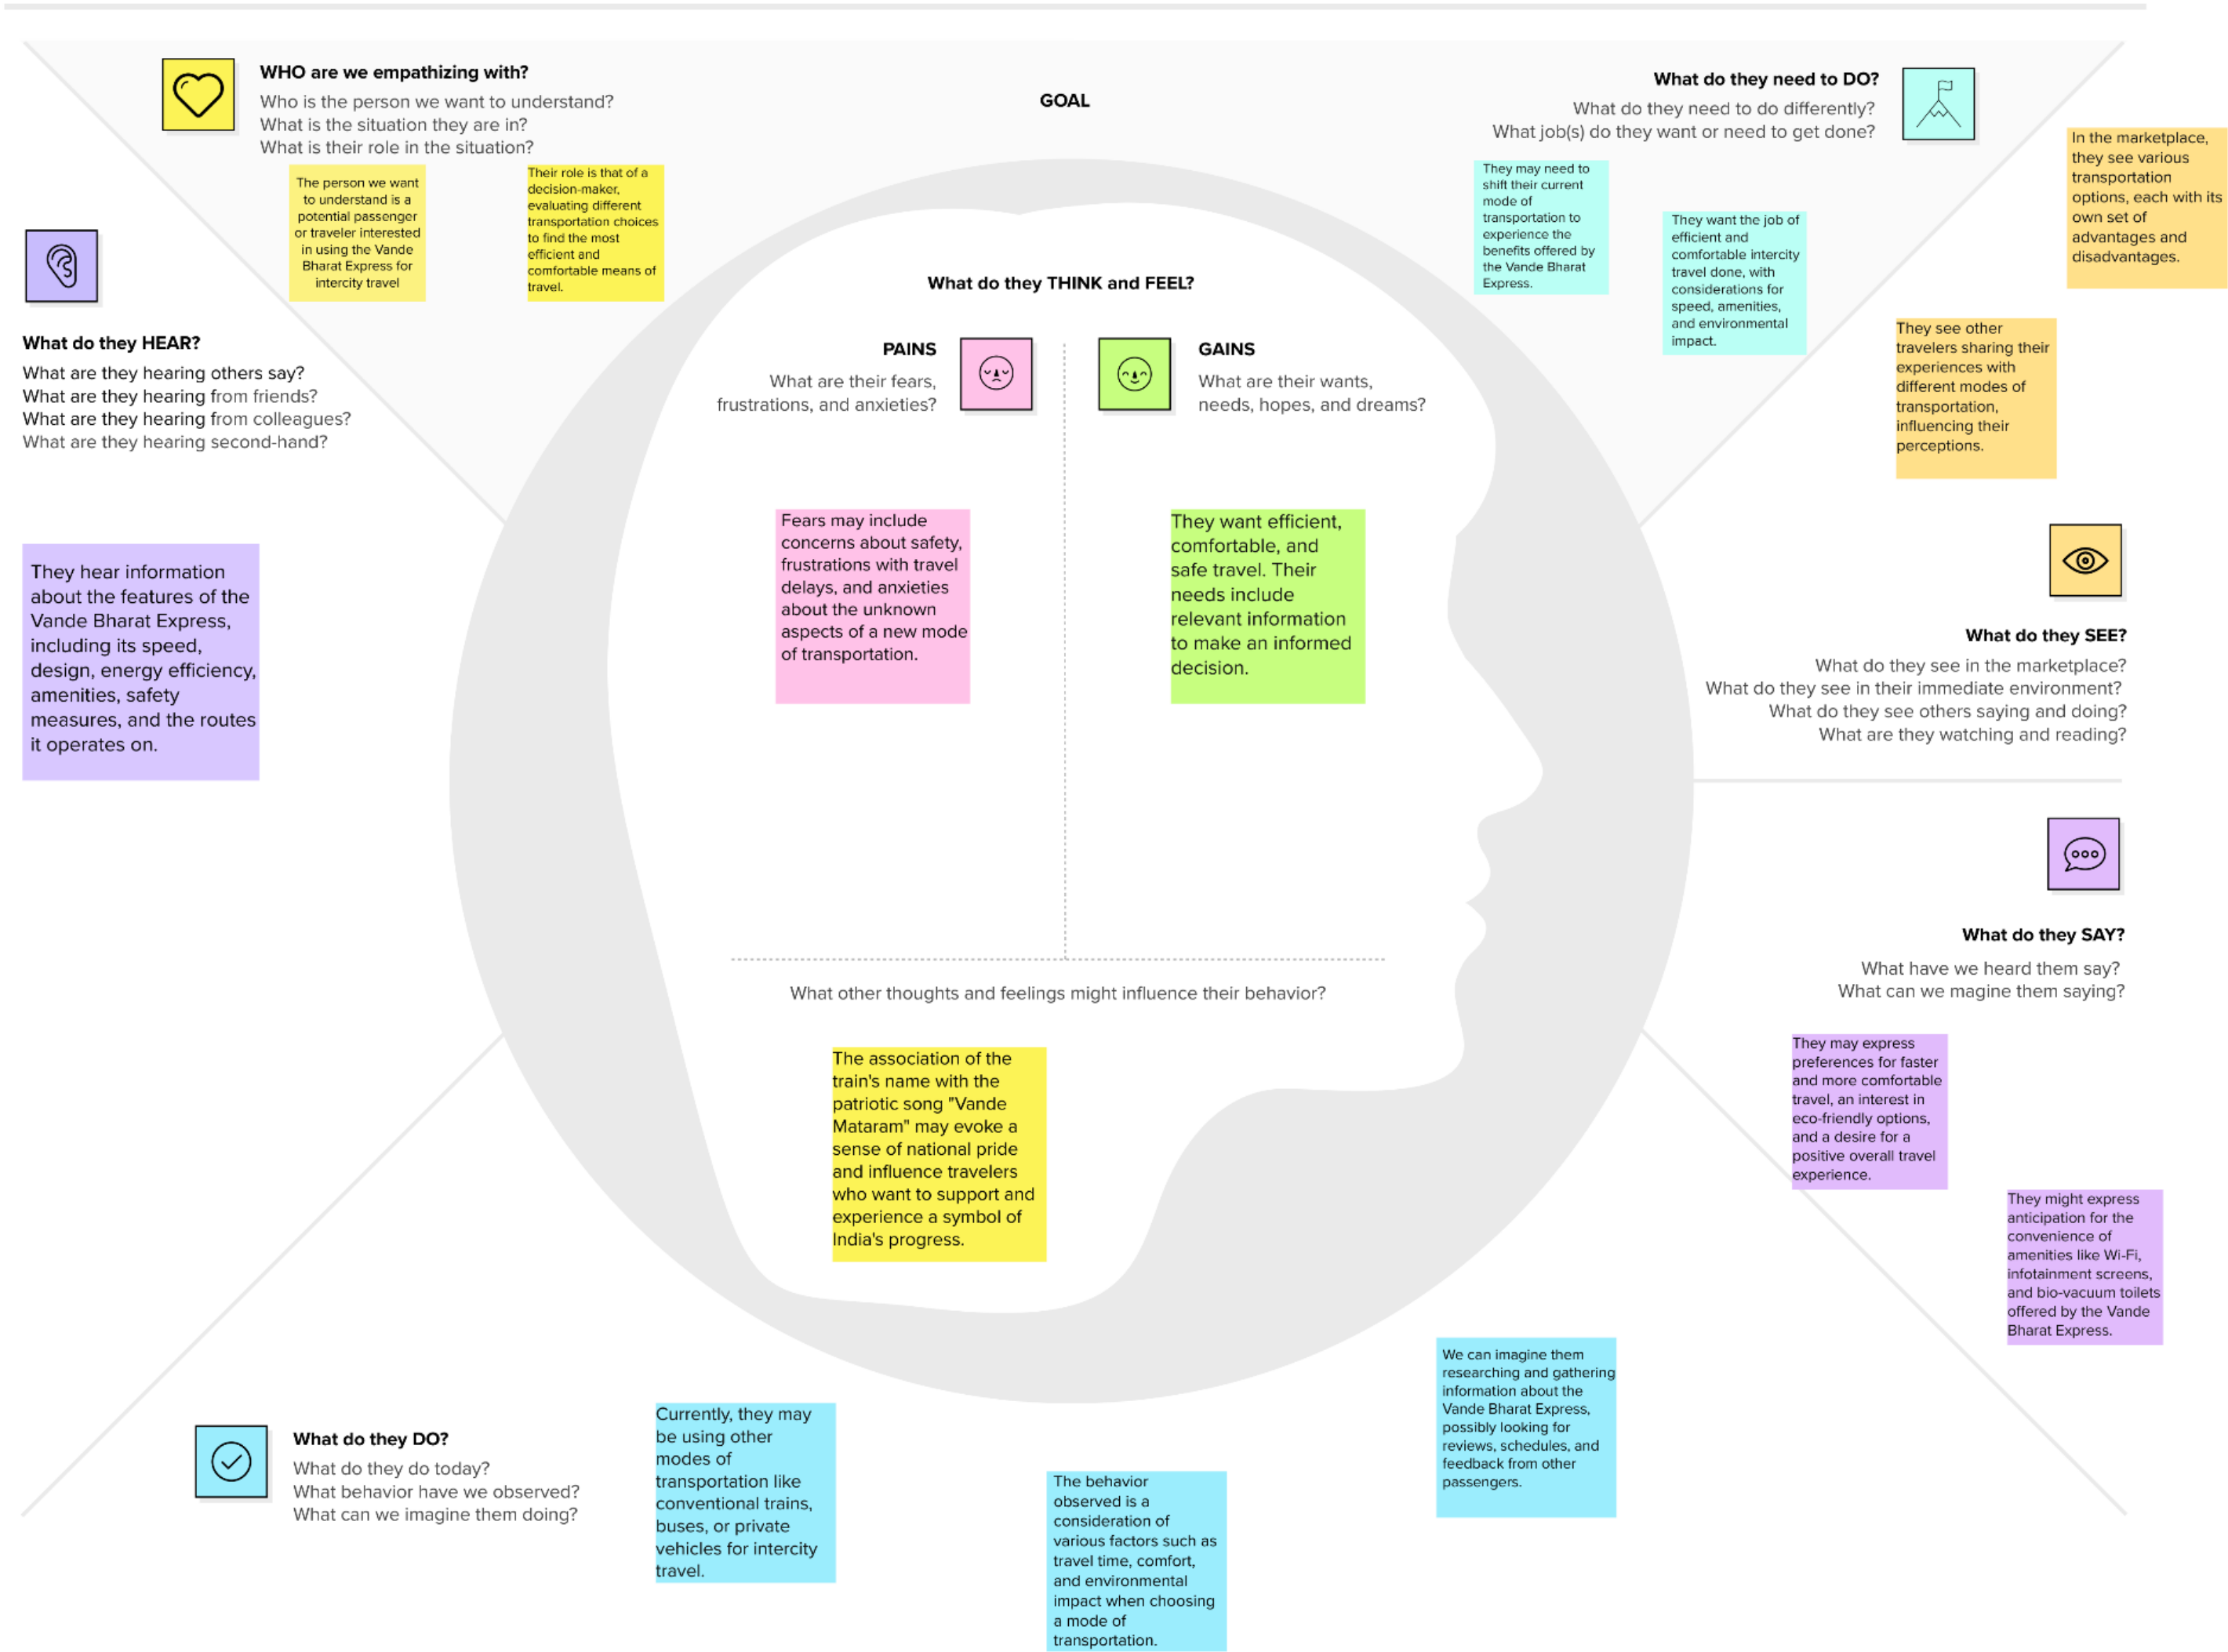 WHO are we empathizing with?
Who is the person we want to understand?
What is the situation they are in?
What is their role in the situation?
The person we want
to understand is a
potential passenger
or traveler interested
in using the Vande
Bharat Express for
intercity travel
Their role is that of a
decision-maker,
evaluating different
transportation choices
to find the most
efficient and
comfortable means of
travel.
GOAL
What do they need to DO?
What do they need to do differently?
What job(s) do they want or need to get done?
They may need to
shift their current
mode of
transportation to
experience the
benefits offered by
the Vande Bharat
Express.
They want the job of
efficient and
comfortable intercity
travel done, with
considerations for
speed, amenities,
and environmental
impact.
In the marketplace,
they see various
transportation
options, each with its
own set of
advantages and
disadvantages.
They see other
travelers sharing their
experiences with
different modes of
transportation,
influencing their
perceptions.
What do they SEE?
What do they see in the marketplace?
What do they see in their immediate environment?
What do they see others saying and doing?
What are they watching and reading?
What do they HEAR?
What are they hearing others say?
What are they hearing from friends?
What are they hearing from colleagues?
What are they hearing second-hand?
They hear information
about the features of the
Vande Bharat Express,
including its speed,
design, energy efficiency,
amenities, safety
measures, and the routes
it operates on.
What do they THINK and FEEL?
PAINS
What are their fears,
frustrations, and anxieties?
Fears may include
concerns about safety,
frustrations with travel
delays, and anxieties
about the unknown
aspects of a new mode
of transportation.
GAINS
What are their wants,
needs, hopes, and dreams?
They want efficient,
comfortable, and
safe travel. Their
needs include
relevant information
to make an informed
decision.
What other thoughts and feelings might influence their behavior?
The association of the
train's name with the
patriotic song "Vande
Mataram" may evoke a
sense of national pride
and influence travelers
who want to support and
experience a symbol of
India's progress.
What do they SAY?
What have we heard them say?
What can we magine them saying?
They may express
preferences for faster
and more comfortable
travel, an interest in
eco-friendly options,
and a desire for a
positive overall travel
experience.
They might express
anticipation for the
convenience of
amenities like Wi-Fi,
infotainment screens,
and bio-vacuum toilets
offered by the Vande
Bharat Express.
What do they DO?
What do they do today?
What behavior have we observed?
What can we imagine them doing?
Currently, they may
be using other
modes of
transportation like
conventional trains,
buses, or private
vehicles for intercity
travel.
The behavior
observed is a
consideration of
various factors such as
travel time, comfort,
and environmental
impact when choosing
a mode of
transportation.
We can imagine them
researching and gathering
information about the
Vande Bharat Express,
possibly looking for
reviews, schedules, and
feedback from other
passengers.